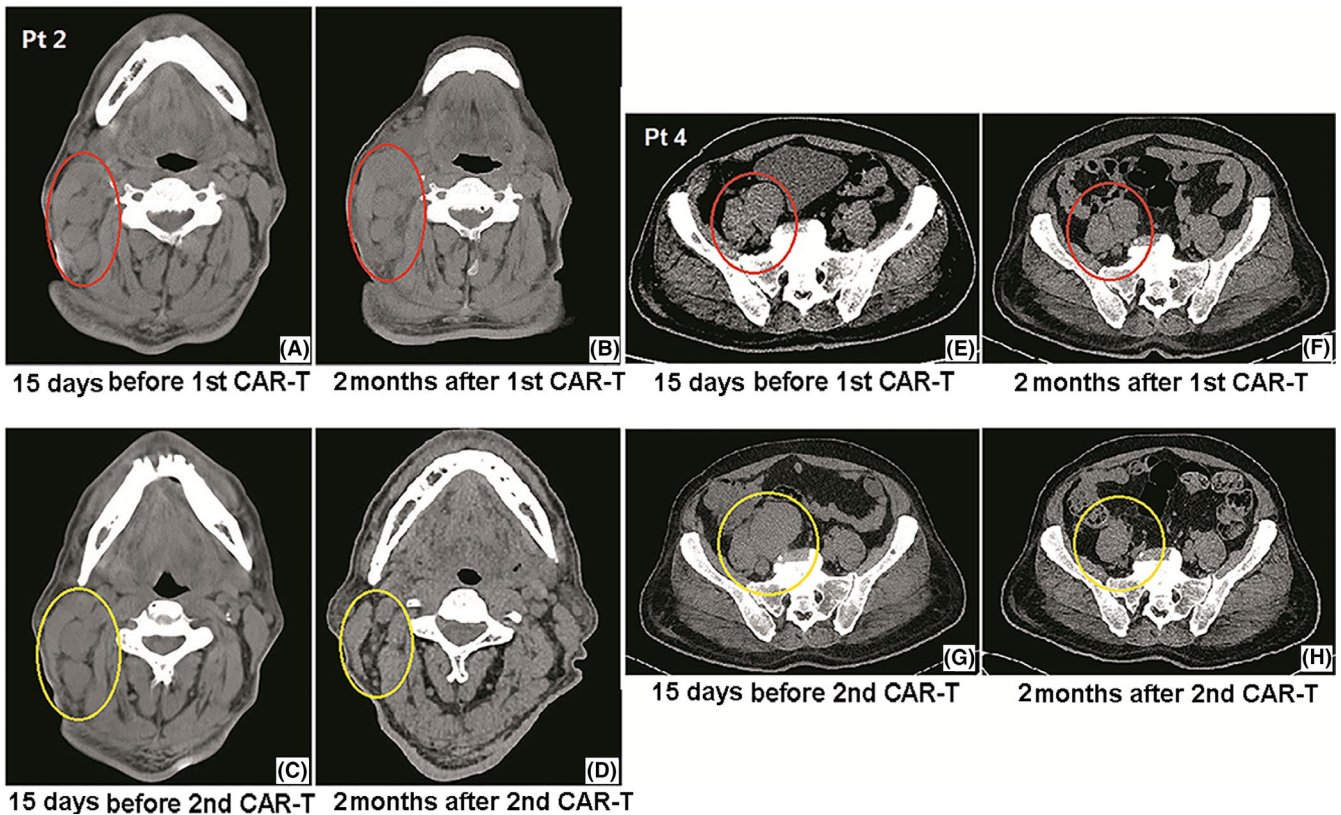 Pt 2
(A)
(B)
15 days before 1st CAR-T
2 months after 1st CAR-T
Pt 4
(E)
(F)
15 days before 1st CAR-T
2 months after 1st CAR-T
(C)
(D)
15 days before 2nd CAR-T
2 months after 2nd CAR-T
(G)
(H)
15 days before 2nd CAR-T
2 months after 2nd CAR-T